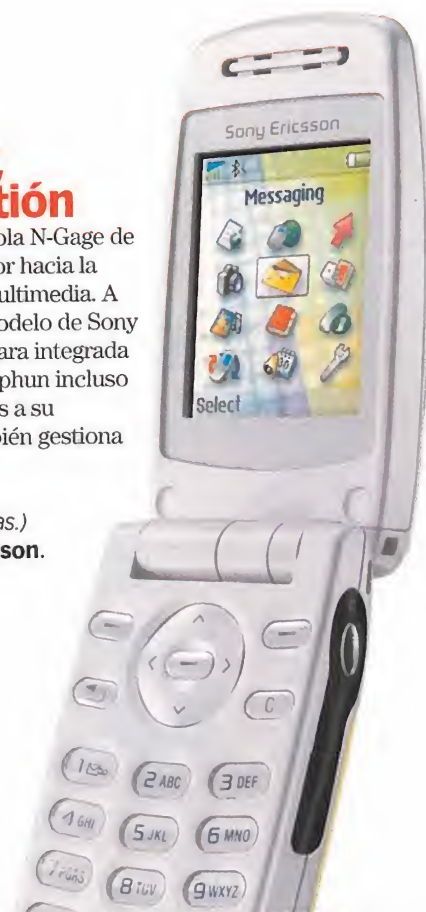 tión
ola N-Gage de
or hacia la
ultimedia. A
odelo de Sony
ara integrada
phun incluso
s a su
bién gestiona
as.)
son.
Sony Ericsson
Messaging
30
Select
C
1
2 ABC
3 DEF
4 GHI
5 JKL
6 MNO
7 PQRS
8 TUV
9 WXYZ